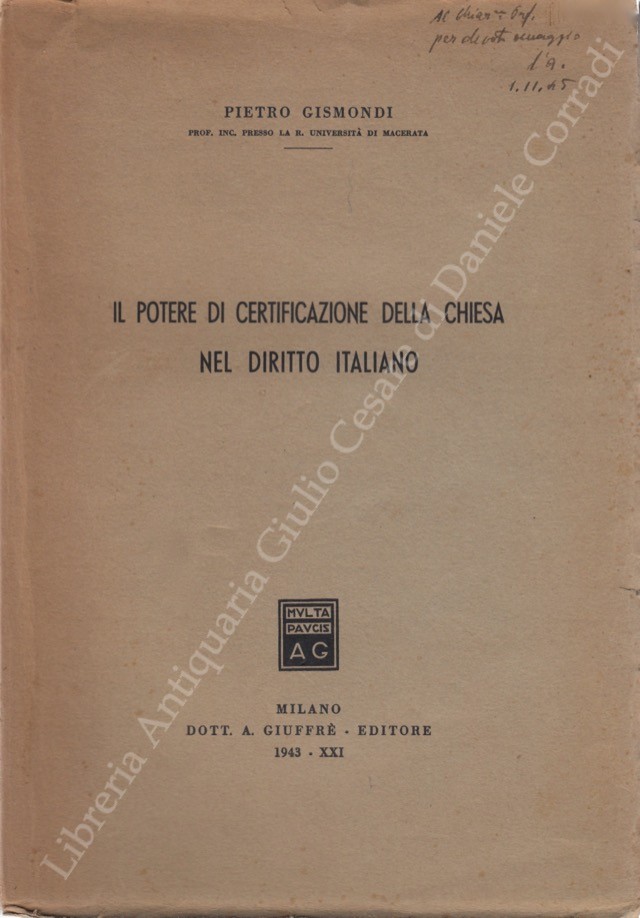 Al Chiar.mo Prof.
per devoto omaggio
l'a.
1.11.45
PIETRO GISMONDI
PROF. INC. PRESSO LA R. UNIVERSITÀ DI MACERATA
IL POTERE DI CERTIFICAZIONE DELLA CHIESA
NEL DIRITTO ITALIANO
MVLTA
PAVCIS
AG
MILANO
DOTT. A. GIUFFRÈ - EDITORE
1943 - XXI
Libreria Antiquaria Giulio Cesare di Daniele Corradi